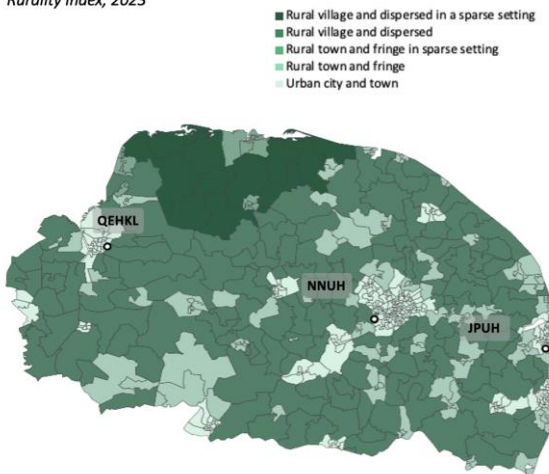 Rurality Index, 2023
Rural village and dispersed in a sparse setting
Rural village and dispersed
Rural town and fringe in sparse setting
Rural town and fringe
Urban city and town
QEHKL
NNUH
JPUH